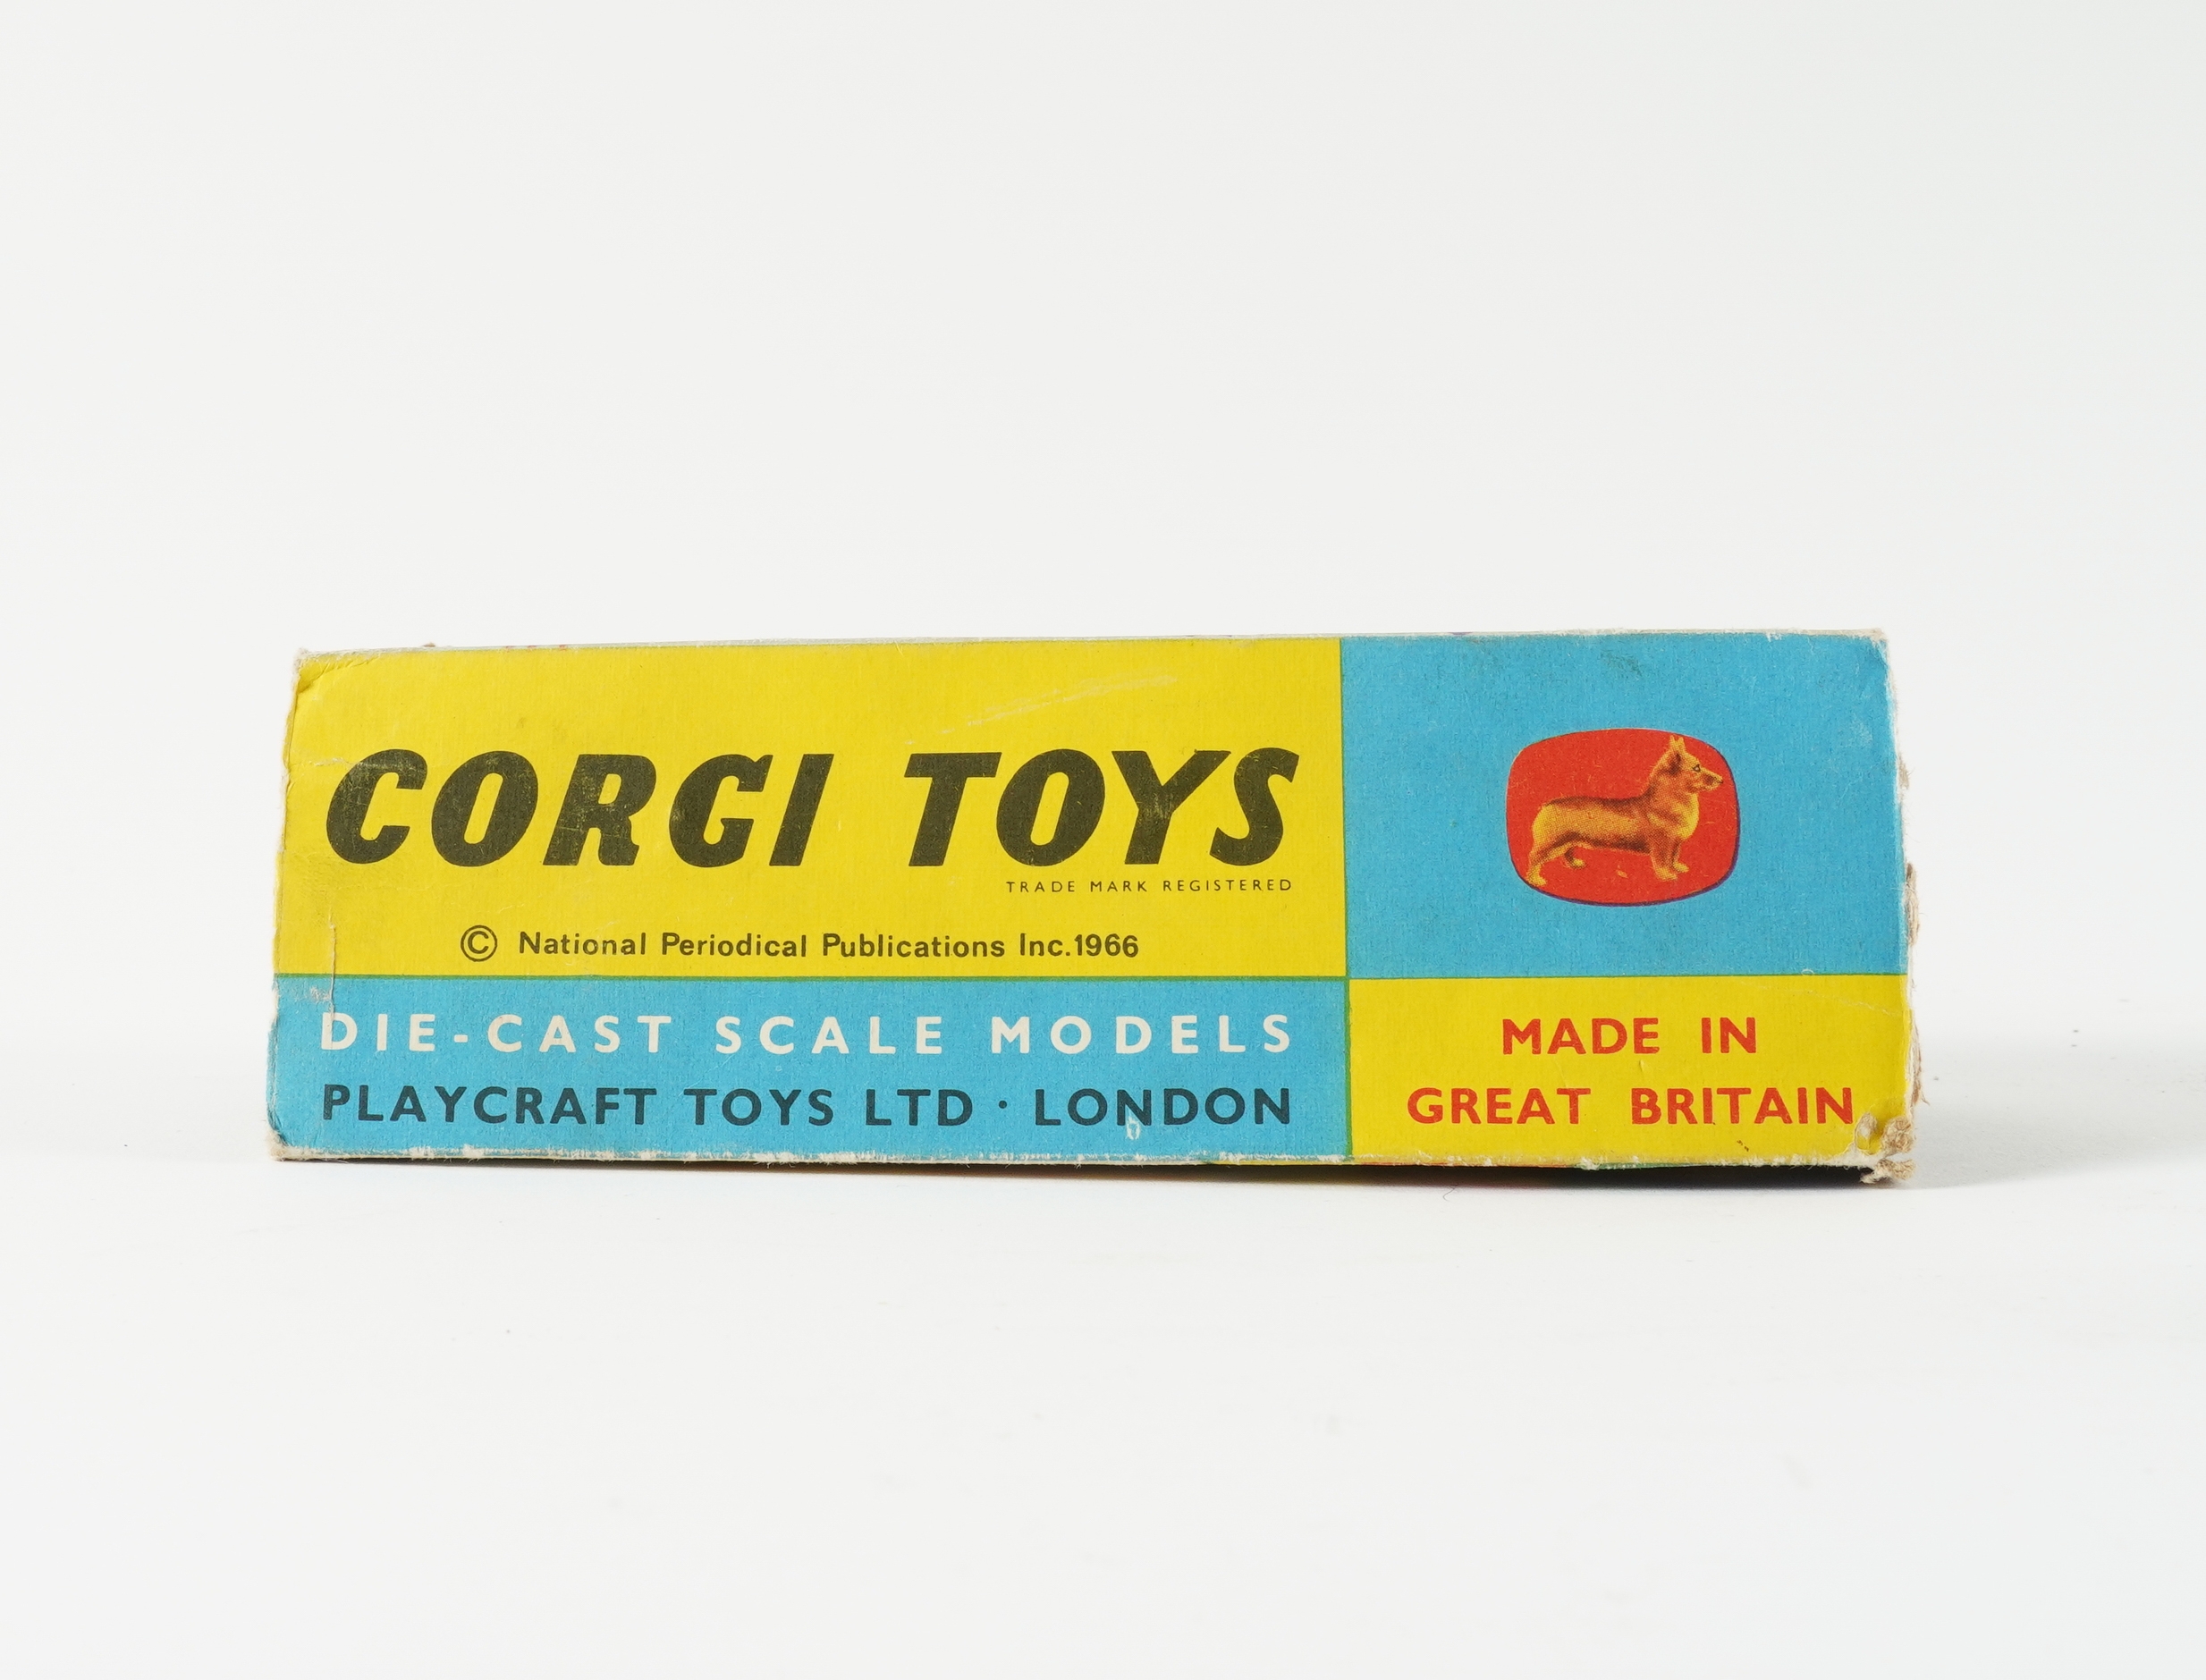 CORGI TOYS
TRADE MARK REGISTERED
© National Periodical Publications Inc.1966
DIE-CAST SCALE MODELS
PLAYCRAFT TOYS LTD · LONDON
MADE IN
GREAT BRITAIN